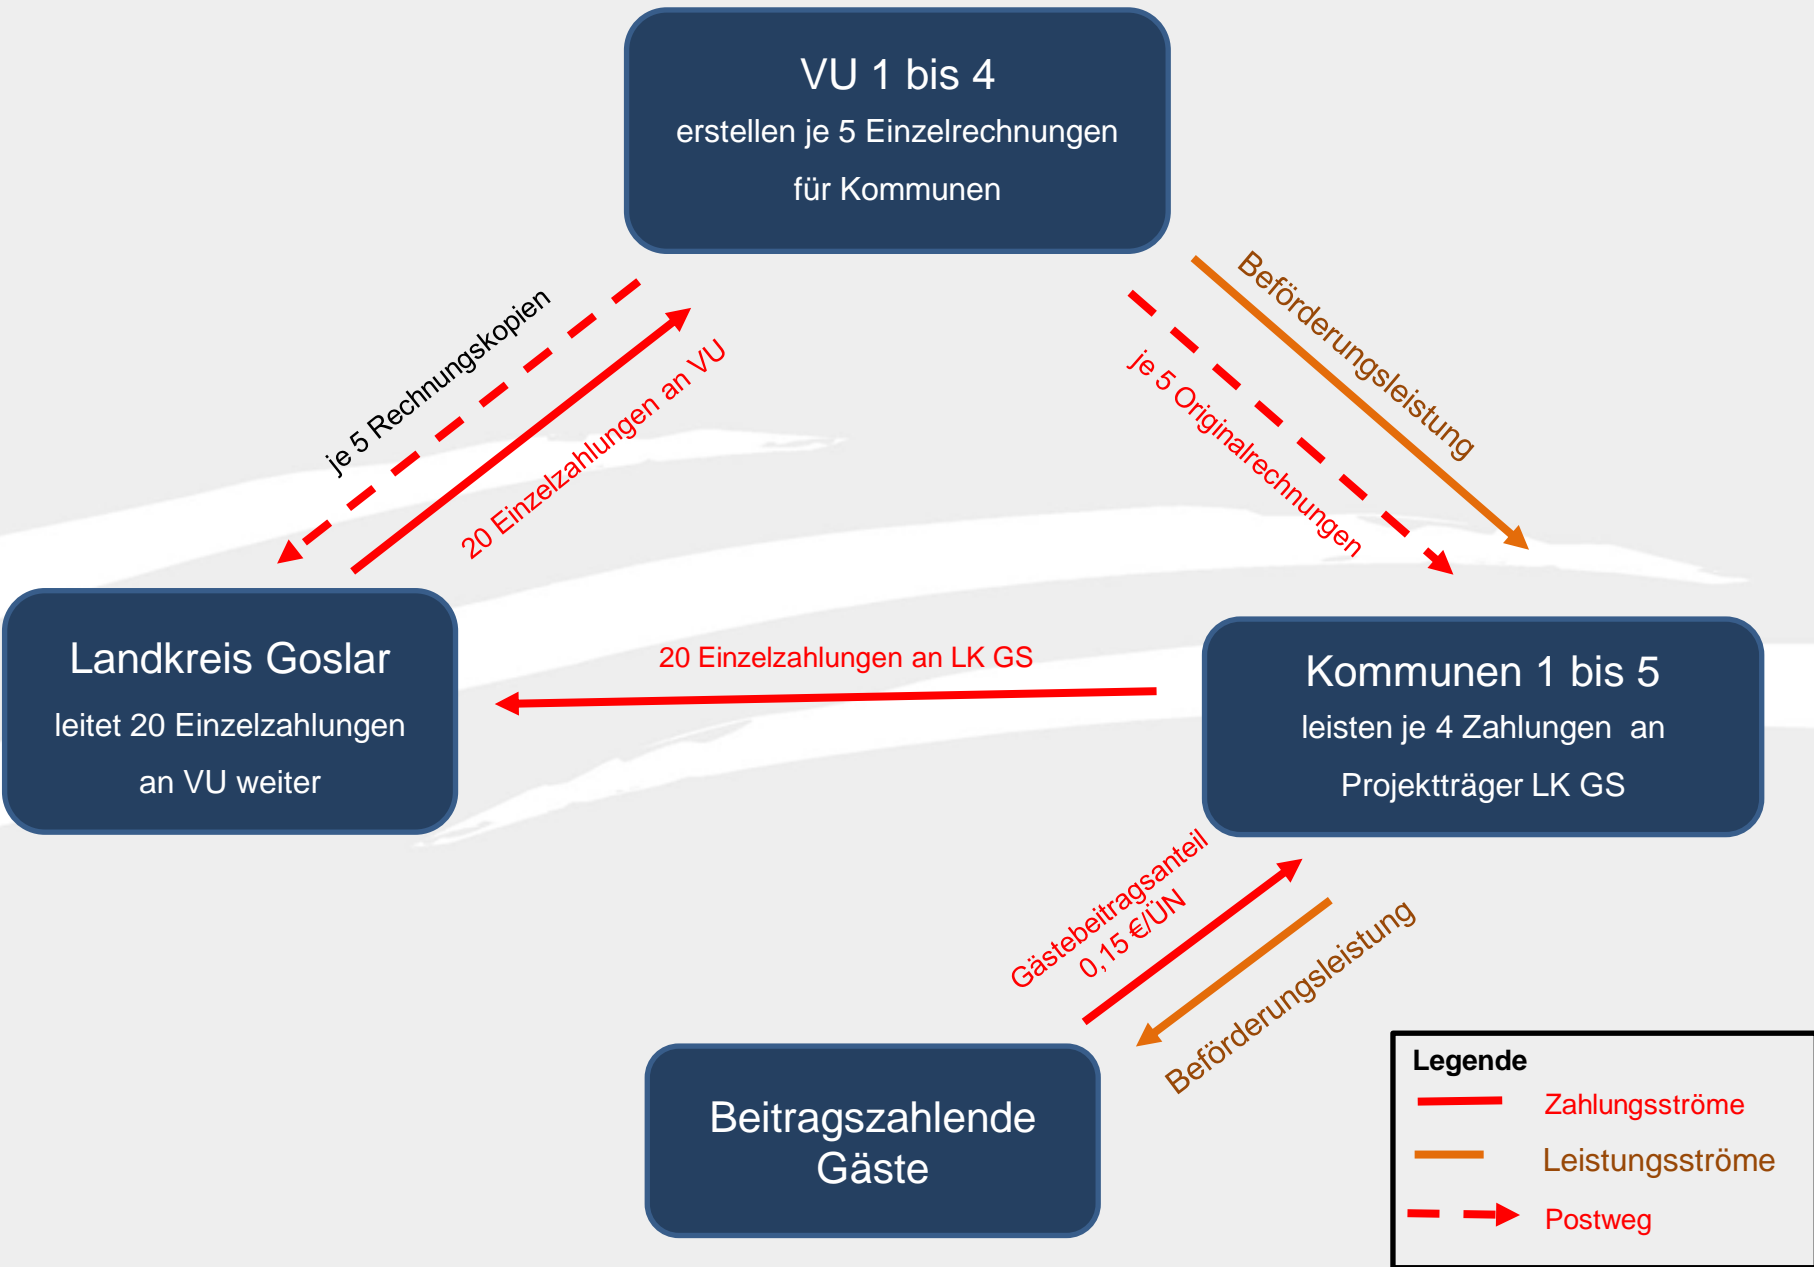 VU 1 bis 4
erstellen je 5 Einzelrechnungen
für Kommunen
je 5 Rechnungskopien
20 Einzelzahlungen an VU
je 5 Originalrechnungen
Beförderungsleistung
Landkreis Goslar
leitet 20 Einzelzahlungen
an VU weiter
20 Einzelzahlungen an LK GS
Kommunen 1 bis 5
leisten je 4 Zahlungen an
Projektträger LK GS
Gästebeitragsanteil
0,15 €/ÜN
Beförderungsleistung
Beitragszahlende
Gäste
Legende
Zahlungsströme
Leistungsströme
Postweg